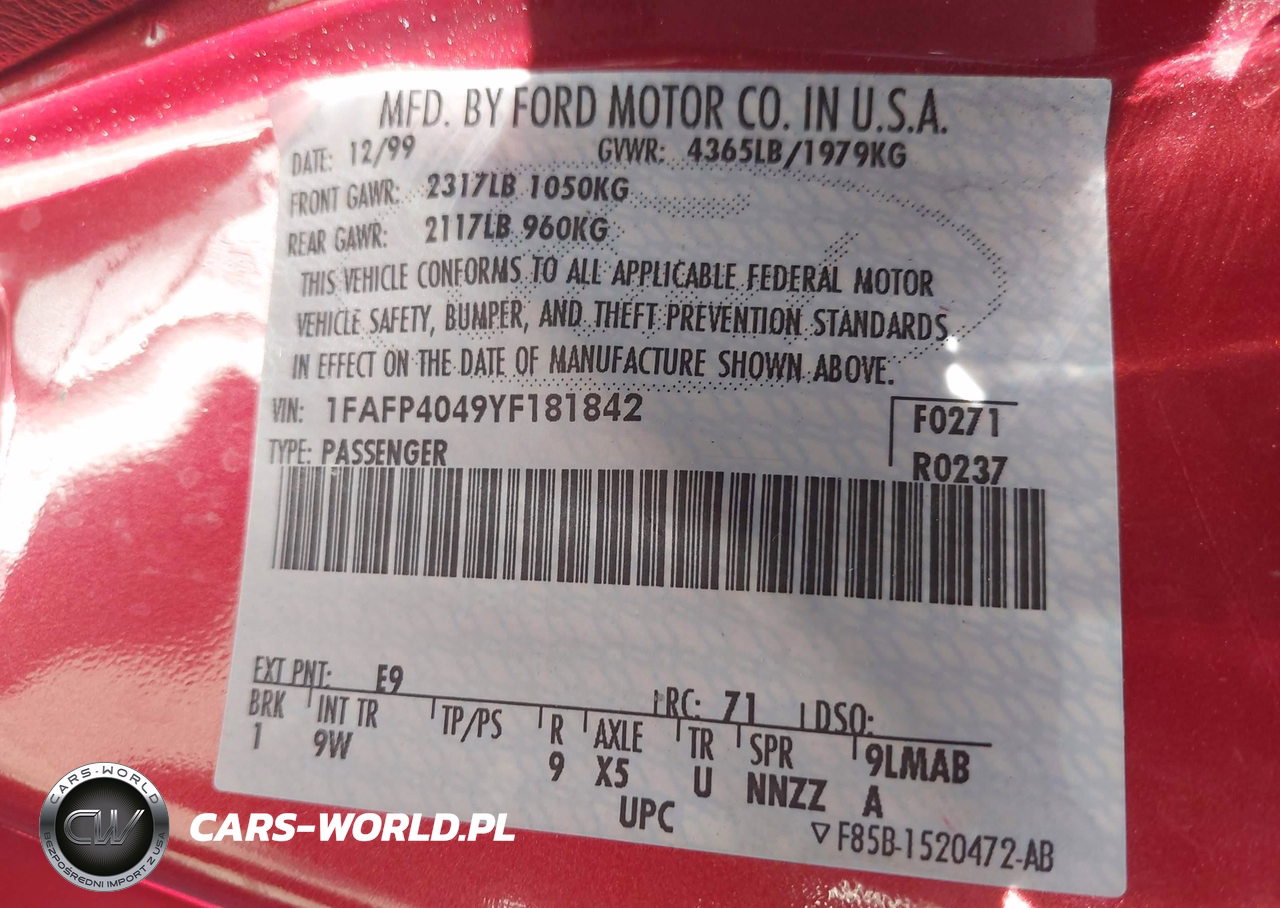 MFD. BY FORD MOTOR CO. IN U.S.A.
DATE: 12/99 GVWR: 4365LB/1979KG
FRONT GAWR: 2317LB 1050KG
REAR GAWR: 2117LB 960KG
THIS VEHICLE CONFORMS TO ALL APPLICABLE FEDERAL MOTOR
VEHICLE SAFETY, BUMPER, AND THEFT PREVENTION STANDARDS
IN EFFECT ON THE DATE OF MANUFACTURE SHOWN ABOVE.
VIN: 1FAFP4049YF181842 F0271
TYPE: PASSENGER R0237
EXT PNT: E9 RC: 71 DSO:
BRK INT TR TP/PS R AXLE TR SPR 9LMAB
1 9W 9 X5 U NNZZ A
UPC ▽F85B-1520472-AB
CARS-WORLD
CW
BEZPOŚREDNI IMPORT Z USA
CARS-WORLD.PL